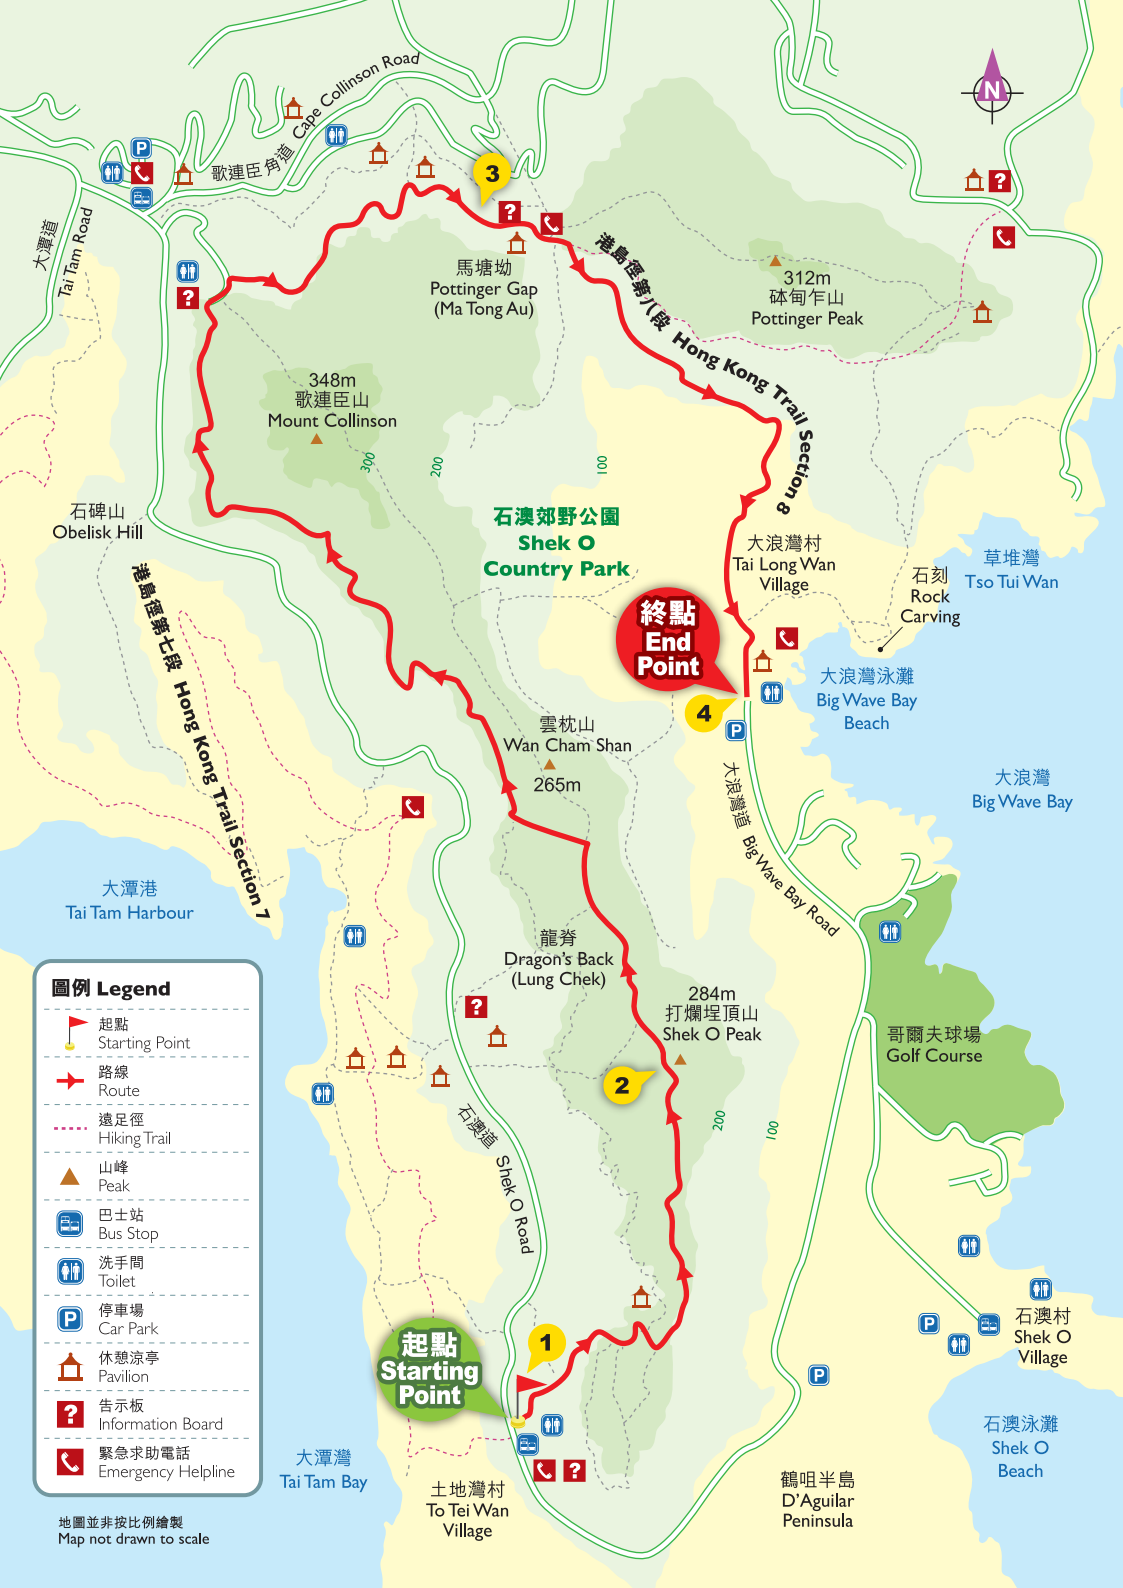 歌連臣角道 Cape Collinson Road
N
P
大潭道
Tai Tam Road
3
?
?
?
馬塘坳
Pottinger Gap
(Ma Tong Au)
312m
砵甸乍山
Pottinger Peak
港島徑第八段 Hong Kong Trail Section 8
348m
歌連臣山
Mount Collinson
300
200
100
石碑山
Obelisk Hill
石澳郊野公園
Shek O
Country Park
大浪灣村
Tai Long Wan
Village
石刻
Rock
Carving
草堆灣
Tso Tui Wan
港島徑第七段 Hong Kong Trail Section 7
終點
End
Point
4
P
大浪灣泳灘
Big Wave Bay
Beach
雲枕山
Wan Cham Shan
265m
大浪灣
Big Wave Bay
大浪灣道 Big Wave Bay Road
大潭港
Tai Tam Harbour
龍脊
Dragon's Back
(Lung Chek)
?
284m
打爛埕頂山
Shek O Peak
2
哥爾夫球場
Golf Course
200
100
石澳道 Shek O Road
圖例 Legend
起點
Starting Point
路線
Route
遠足徑
Hiking Trail
山峰
Peak
巴士站
Bus Stop
洗手間
Toilet
P
停車場
Car Park
休憩涼亭
Pavilion
?
告示板
Information Board
緊急求助電話
Emergency Helpline
地圖並非按比例繪製
Map not drawn to scale
1
起點
Starting
Point
?
P
P
石澳村
Shek O
Village
大潭灣
Tai Tam Bay
土地灣村
To Tei Wan
Village
鶴咀半島
D'Aguilar
Peninsula
石澳泳灘
Shek O
Beach